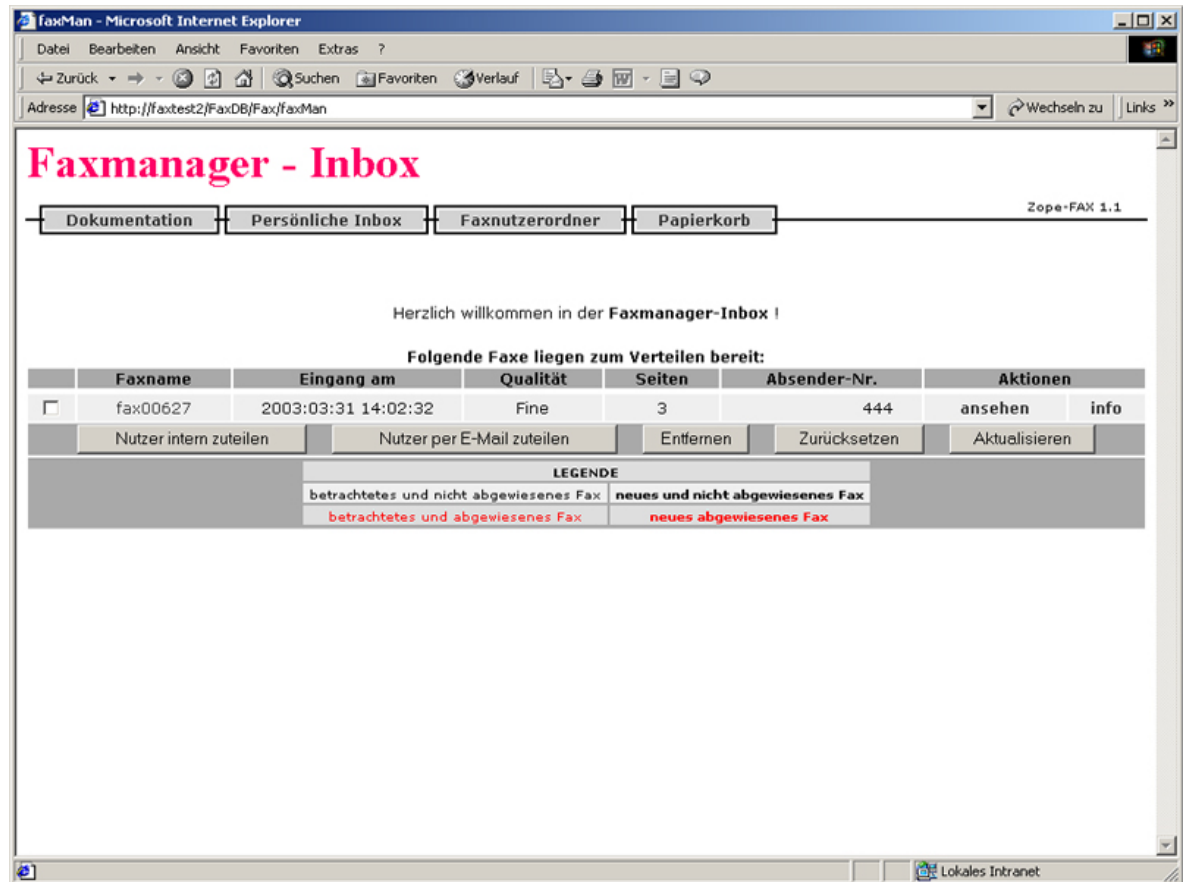 faxMan - Microsoft Internet Explorer
Datei Bearbeiten Ansicht Favoriten Extras ?
Zurück Suchen Favoriten Verlauf
Adresse http://faxtest2/FaxDB/Fax/faxMan Wechseln zu Links »
Faxmanager - Inbox
Zope-FAX 1.1
Dokumentation Persönliche Inbox Faxnutzerordner Papierkorb
Herzlich willkommen in der Faxmanager-Inbox !
Folgende Faxe liegen zum Verteilen bereit:
Faxname Eingang am Qualität Seiten Absender-Nr. Aktionen
fax00627 2003:03:31 14:02:32 Fine 3 444 ansehen info
Nutzer intern zuteilen Nutzer per E-Mail zuteilen Entfernen Zurücksetzen Aktualisieren
LEGENDE
betrachtetes und nicht abgewiesenes Fax neues und nicht abgewiesenes Fax
betrachtetes und abgewiesenes Fax neues abgewiesenes Fax
Lokales Intranet